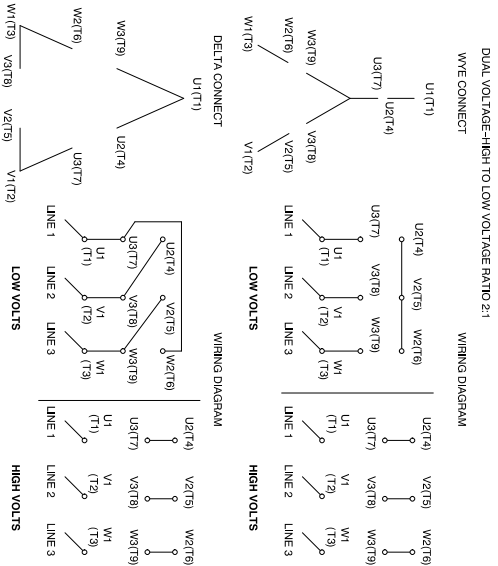 DUAL VOLTAGE-HIGH TO LOW VOLTAGE RATIO 2:1
WYE CONNECT
WIRING DIAGRAM
U1(T1)
U2(T4)
U3(T7)
W3(T9) V3(T8)
W2(T6) V2(T5)
W1(T3) V1(T2)
U2(T4) V2(T5) W2(T6)
U3(T7) V3(T8) W3(T9)
U1 V1 W1
(T1) (T2) (T3)
LINE 1 LINE 2 LINE 3
LOW VOLTS
U2(T4) V2(T5) W2(T6)
U3(T7) V3(T8) W3(T9)
U1 V1 W1
(T1) (T2) (T3)
LINE 1 LINE 2 LINE 3
HIGH VOLTS
DELTA CONNECT
WIRING DIAGRAM
U1(T1)
W3(T9) U2(T4)
W2(T6) U3(T7)
W1(T3) V3(T8) V2(T5) V1(T2)
U2(T4) V2(T5) W2(T6)
U3(T7) V3(T8) W3(T9)
U1 V1 W1
(T1) (T2) (T3)
LINE 1 LINE 2 LINE 3
LOW VOLTS
U2(T4) V2(T5) W2(T6)
U3(T7) V3(T8) W3(T9)
U1 V1 W1
(T1) (T2) (T3)
LINE 1 LINE 2 LINE 3
HIGH VOLTS